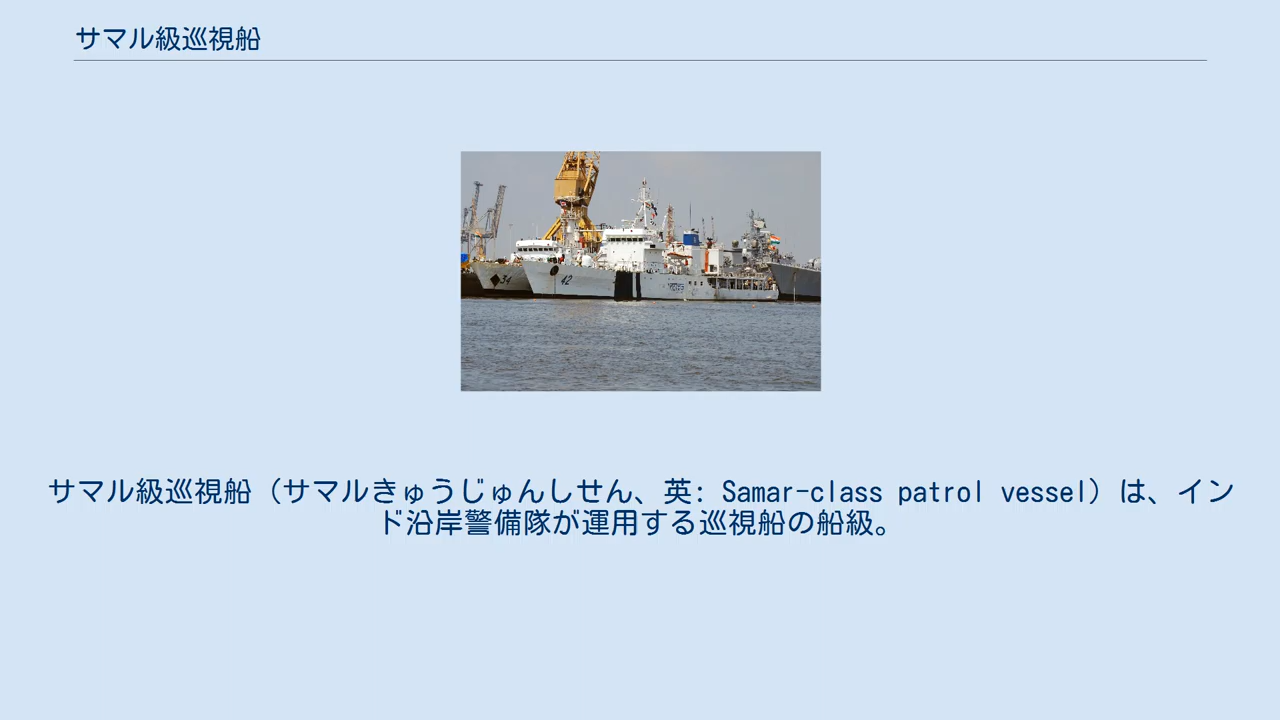 サマル級巡視船
34
42
サマル級巡視船（サマルきゅうじゅんしせん、英: Samar-class patrol vessel）は、イン
ド沿岸警備隊が運用する巡視船の船級。